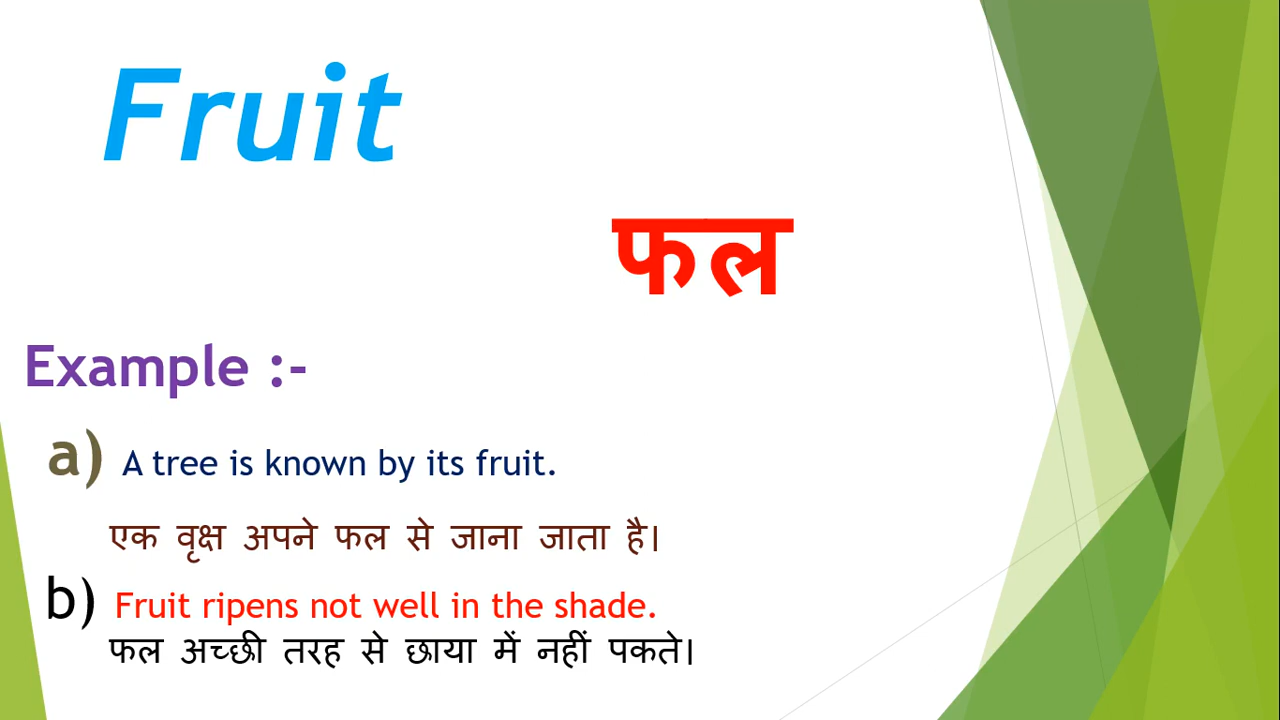 Fruit
फल
Example :-
a) A tree is known by its fruit.
एक वृक्ष अपने फल से जाना जाता है।
b) Fruit ripens not well in the shade.
फल अच्छी तरह से छाया में नहीं पकते।